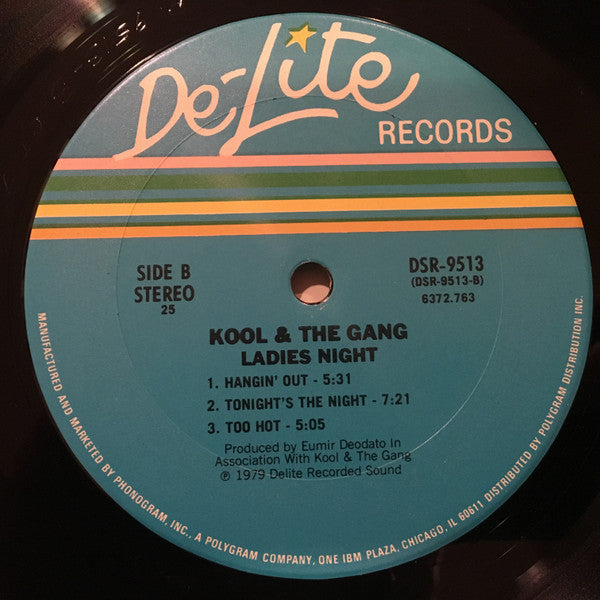 De-Lite
RECORDS
SIDE B
STEREO
25
DSR-9513
(DSR-9513-B)
6372.763
KOOL & THE GANG
LADIES NIGHT
1. HANGIN' OUT - 5:31
2. TONIGHT'S THE NIGHT - 7:21
3. TOO HOT - 5:05
Produced by Eumir Deodato In
Association With Kool & The Gang
℗ 1979 Delite Recorded Sound
MANUFACTURED AND MARKETED BY PHONOGRAM, INC., A POLYGRAM COMPANY, ONE IBM PLAZA, CHICAGO, IL 60611 DISTRIBUTED BY POLYGRAM DISTRIBUTION INC.